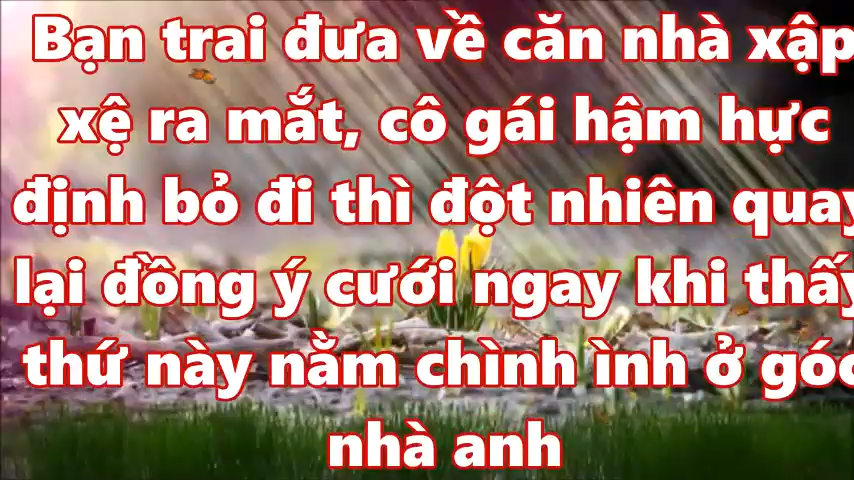 Bạn trai đưa về căn nhà xập
xệ ra mắt, cô gái hậm hực
định bỏ đi thì đột nhiên quay
lại đồng ý cưới ngay khi thấy
thứ này nằm chình ình ở góc
nhà anh